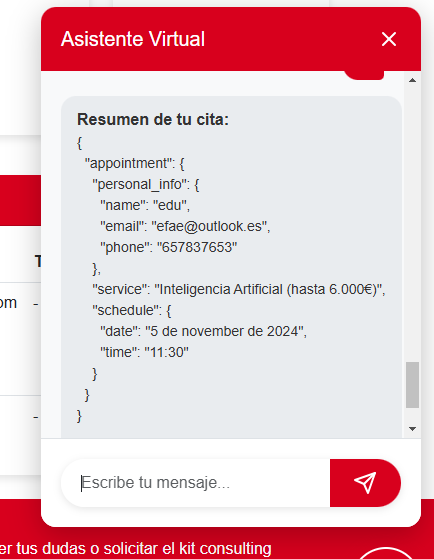 Asistente Virtual
Resumen de tu cita:
{
"appointment": {
"personal_info": {
"name": "edu",
"email": "efae@outlook.es",
"phone": "657837653"
},
"service": "Inteligencia Artificial (hasta 6.000€)",
"schedule": {
"date": "5 de november de 2024",
"time": "11:30"
}
}
}
T
om -
-
Escribe tu mensaje...
er tus dudas o solicitar el kit consulting